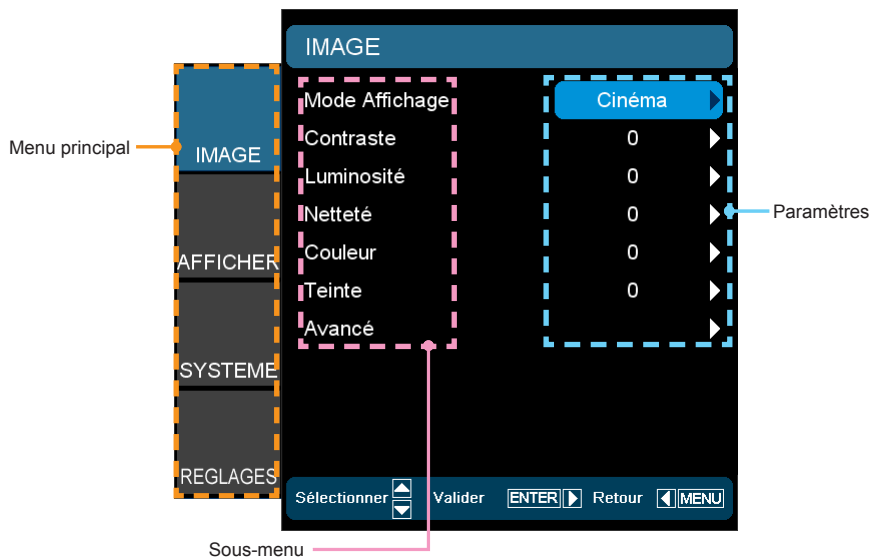 IMAGE
Mode Affichage Cinéma
Contraste 0
Luminosité 0
Netteté 0
Couleur 0
Teinte 0
Avancé
Menu principal
IMAGE
AFFICHER
SYSTEME
REGLAGES
Paramètres
Sélectionner Valider ENTER Retour MENU
Sous-menu